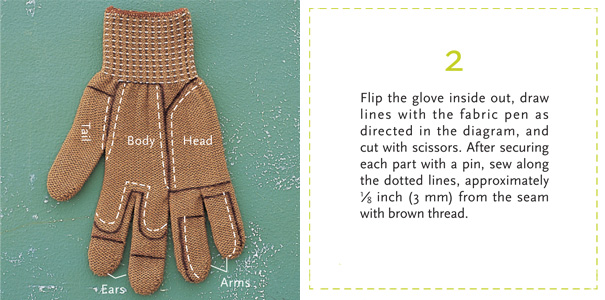 Tail
Body
Head
Ears
Arms
2
Flip the glove inside out, draw
lines with the fabric pen as
directed in the diagram, and
cut with scissors. After securing
each part with a pin, sew along
the dotted lines, approximately
⅛ inch (3 mm) from the seam
with brown thread.